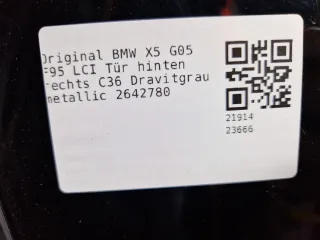 Original BMW X5 G05
F95 LCI Tür hinten
rechts C36 Dravitgrau
metallic 2642780
21914
23666